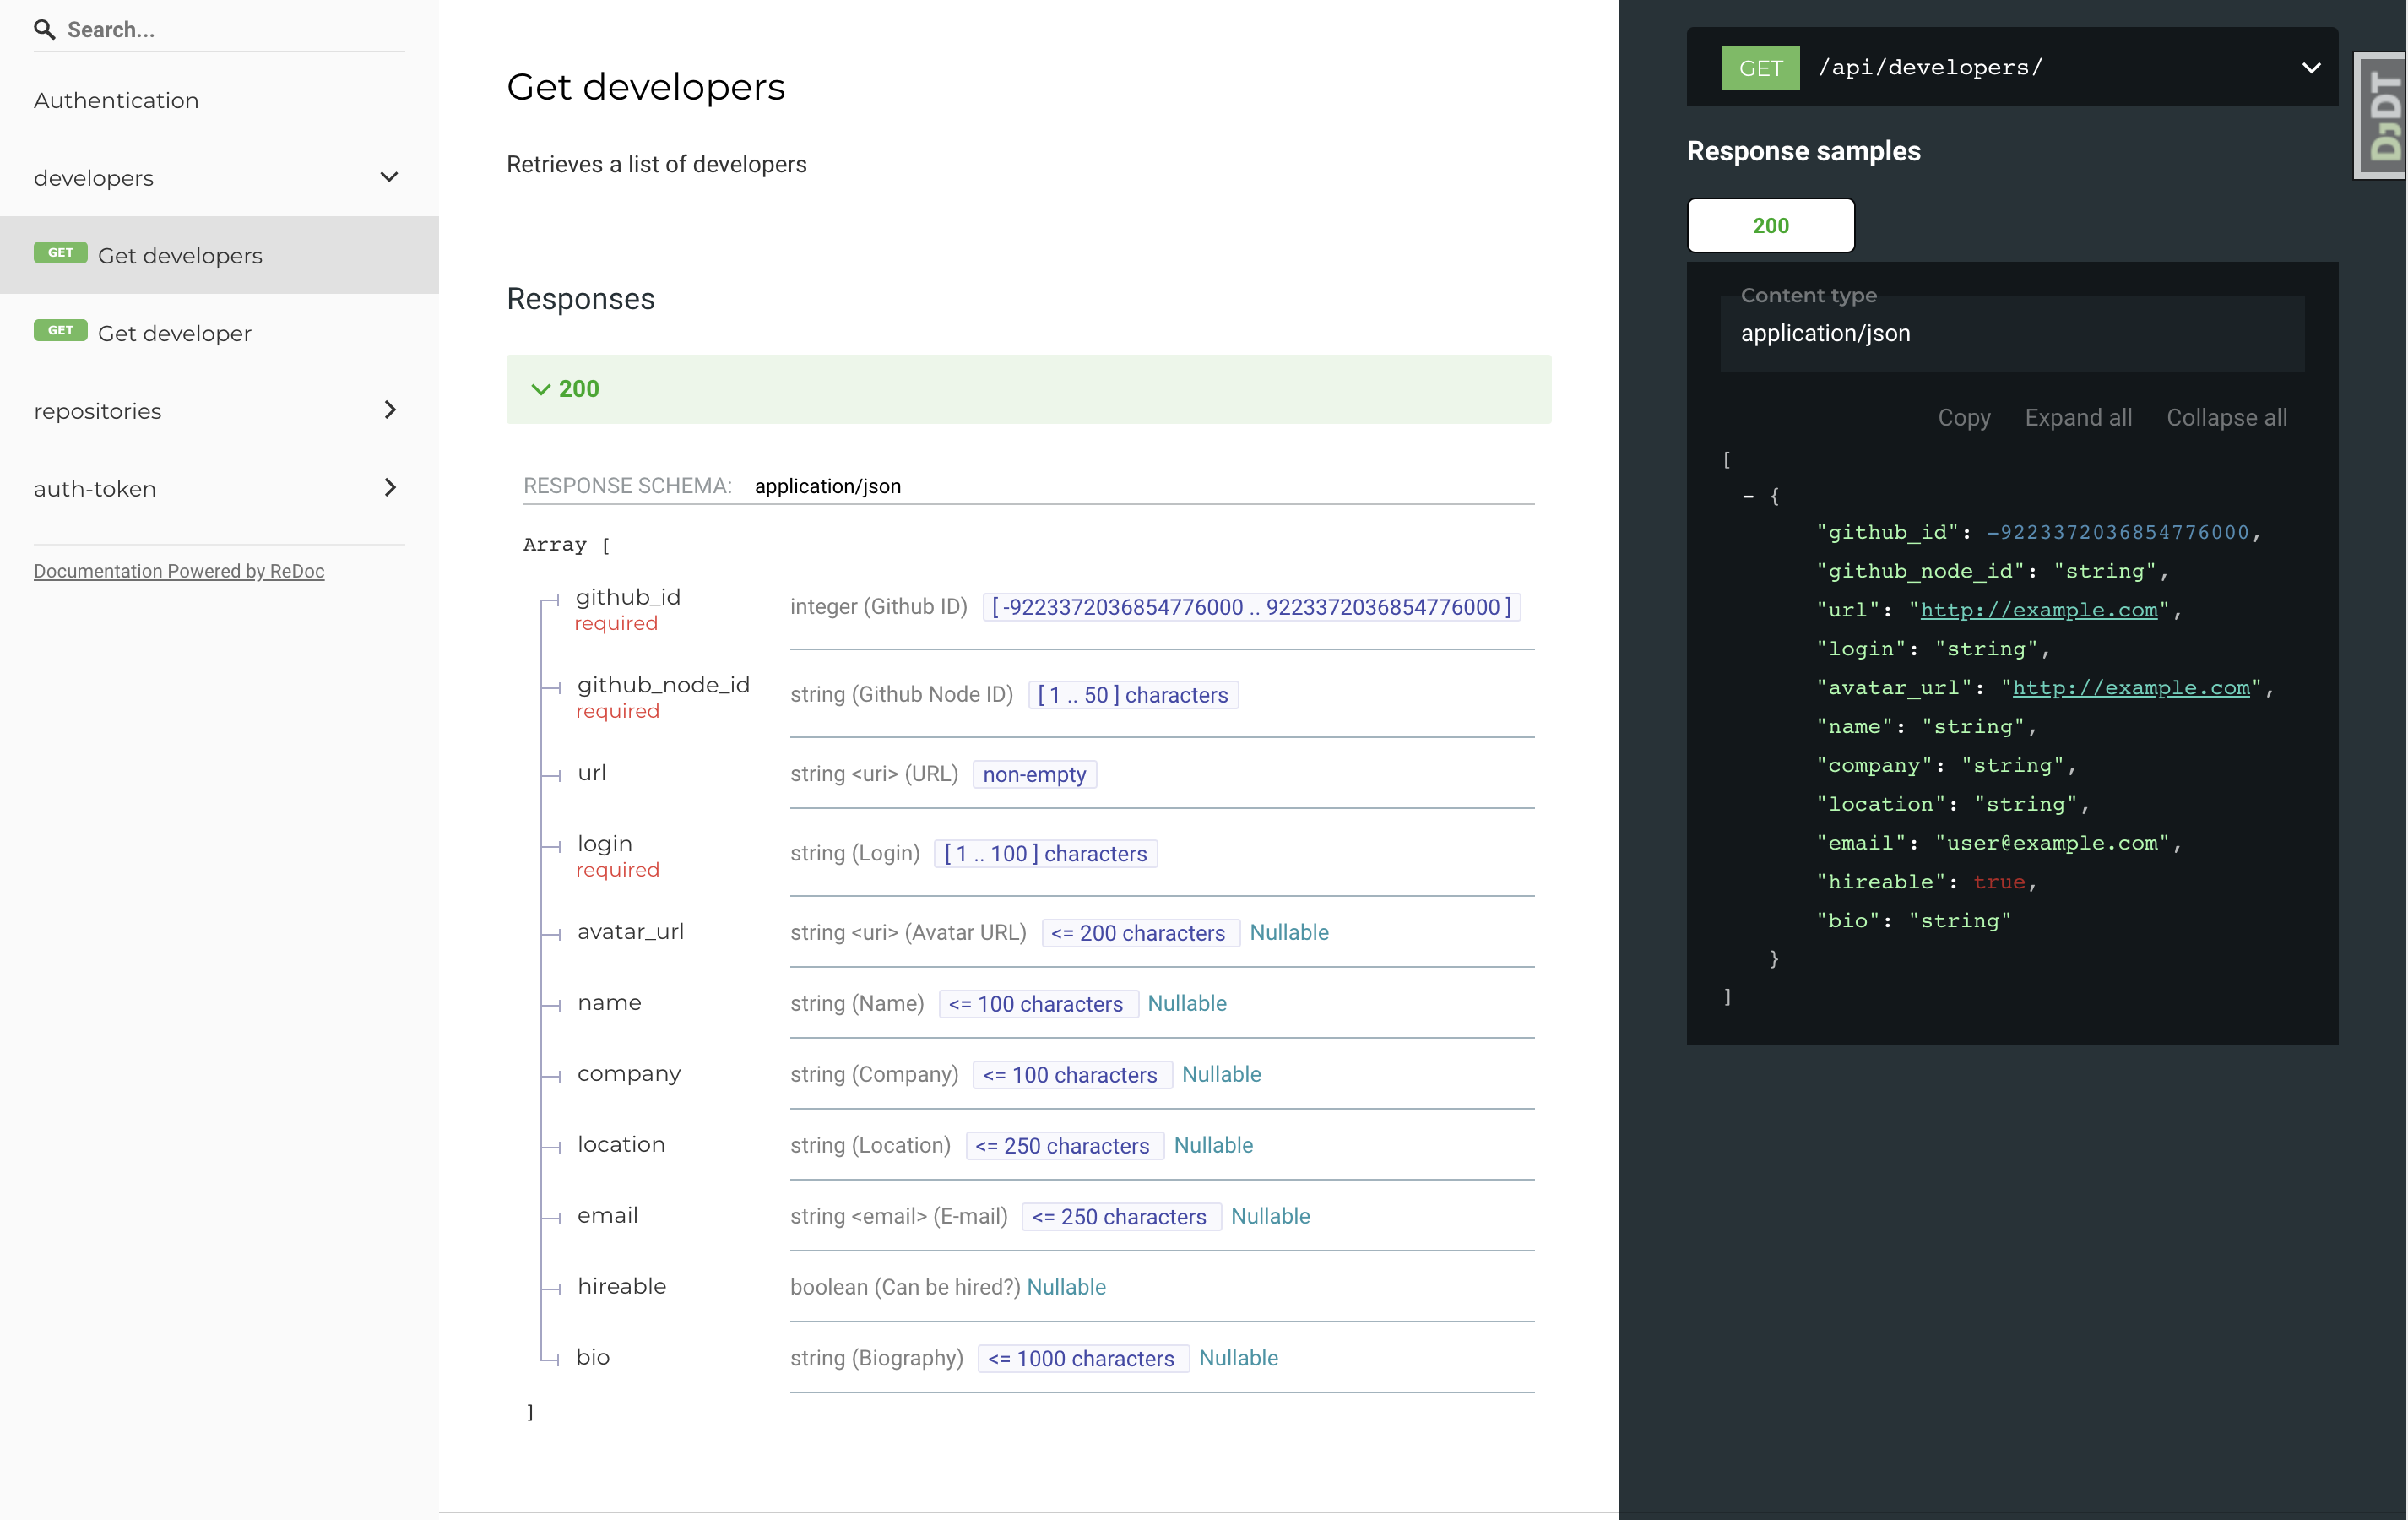 Search...
Authentication
developers
GET Get developers
GET Get developer
repositories
auth-token
Documentation Powered by ReDoc
Get developers
Retrieves a list of developers
Responses
200
RESPONSE SCHEMA: application/json
Array [
github_id
required
integer (Github ID) [ -9223372036854776000 .. 9223372036854776000 ]
github_node_id
required
string (Github Node ID) [ 1 .. 50 ] characters
url string <uri> (URL) non-empty
login
required
string (Login) [ 1 .. 100 ] characters
avatar_url string <uri> (Avatar URL) <= 200 characters Nullable
name string (Name) <= 100 characters Nullable
company string (Company) <= 100 characters Nullable
location string (Location) <= 250 characters Nullable
email string <email> (E-mail) <= 250 characters Nullable
hireable boolean (Can be hired?) Nullable
bio string (Biography) <= 1000 characters Nullable
]
GET /api/developers/
DJDT
Response samples
200
Content type
application/json
Copy Expand all Collapse all
[
- {
"github_id": -9223372036854776000,
"github_node_id": "string",
"url": "http://example.com",
"login": "string",
"avatar_url": "http://example.com",
"name": "string",
"company": "string",
"location": "string",
"email": "user@example.com",
"hireable": true,
"bio": "string"
}
]